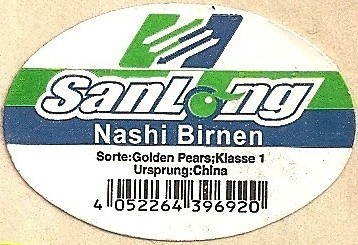 SanLong
Nashi Birnen
Sorte:Golden Pears;Klasse 1
Ursprung:China
4 052264 396920